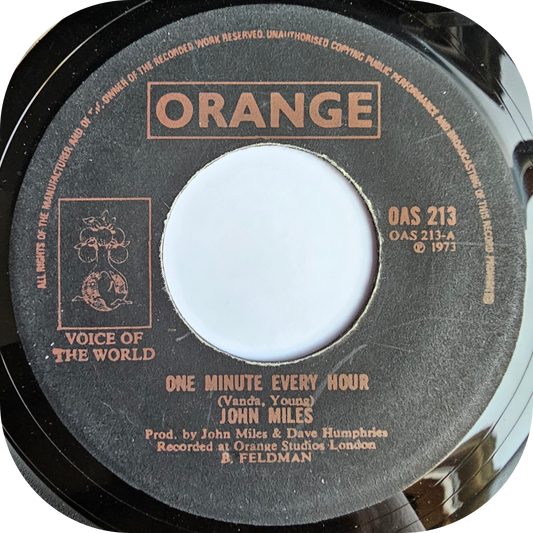 ALL RIGHTS OF THE MANUFACTURER AND OF THE OWNER OF THE RECORDED WORK RESERVED. UNAUTHORISED COPYING PUBLIC PERFORMANCE AND BROADCASTING OF THIS RECORD PROHIBITED
ORANGE
OAS 213
OAS 213-A
℗ 1973
VOICE OF
THE WORLD
ONE MINUTE EVERY HOUR
(Vanda, Young)
JOHN MILES
Prod. by John Miles & Dave Humphries
Recorded at Orange Studios London
B. FELDMAN